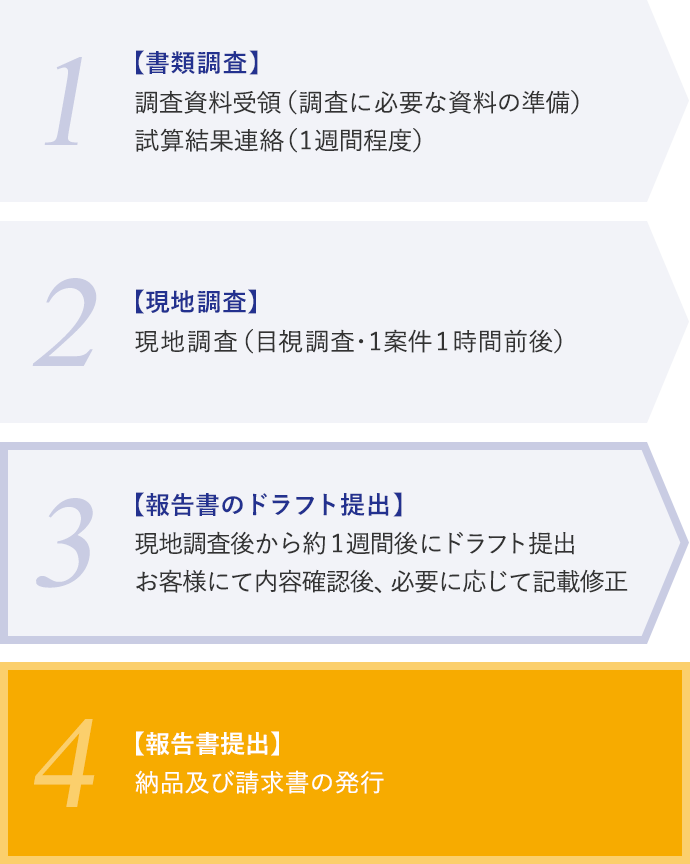 1
【書類調査】
調査資料受領（調査に必要な資料の準備）
試算結果連絡（1週間程度）
2
【現地調査】
現地調査（目視調査・1案件1時間前後）
3
【報告書のドラフト提出】
現地調査後から約1週間後にドラフト提出
お客様にて内容確認後、必要に応じて記載修正
4
【報告書提出】
納品及び請求書の発行